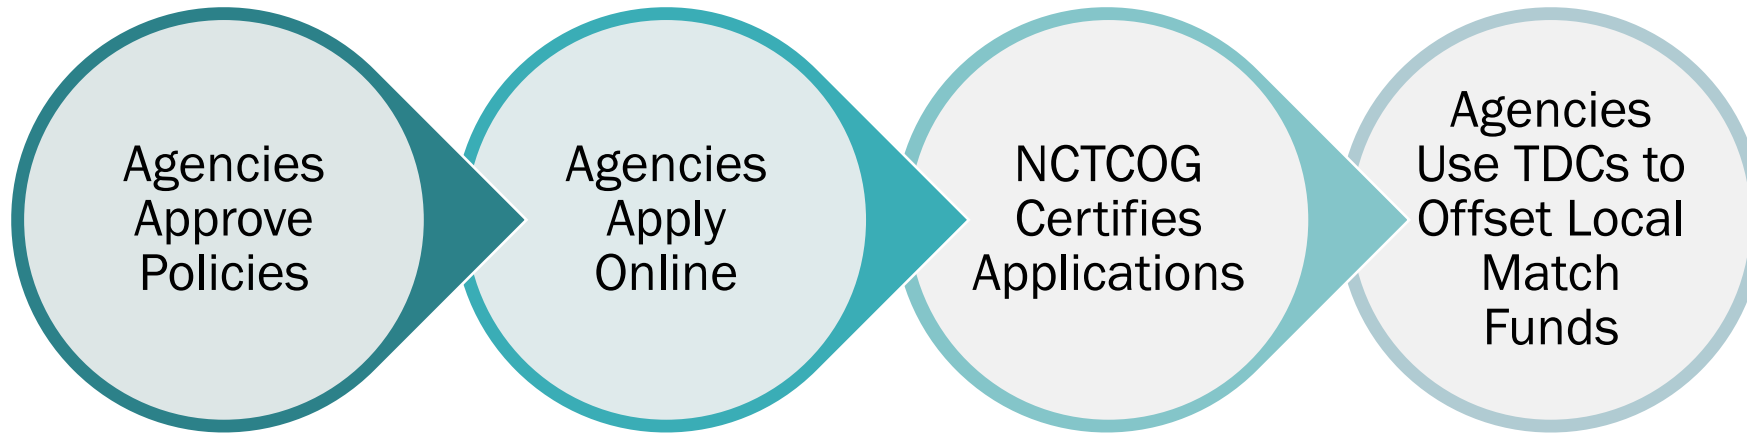 Agencies
Approve
Policies
Agencies
Apply
Online
NCTCOG
Certifies
Applications
Agencies
Use TDCs to
Offset Local
Match
Funds